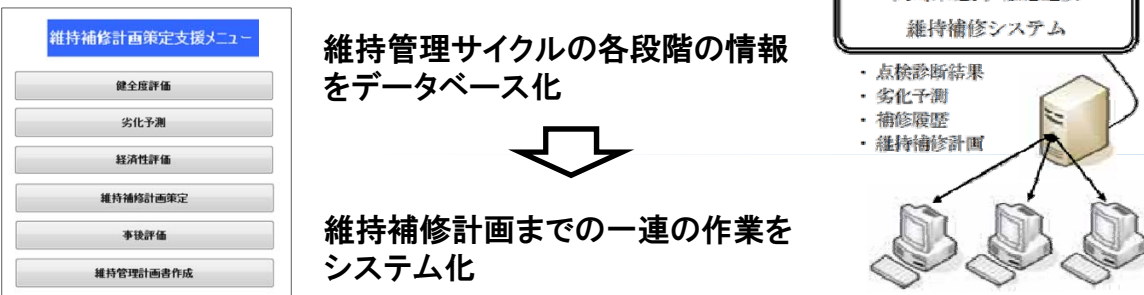 維持補修計画策定支援メニュー
健全度評価
劣化予測
経済性評価
維持補修計画策定
事後評価
維持管理計画書作成
維持管理サイクルの各段階の情報
をデータベース化
維持補修計画までの一連の作業を
システム化
維持補修システム
・点検診断結果
・劣化予測
・補修履歴
・維持補修計画